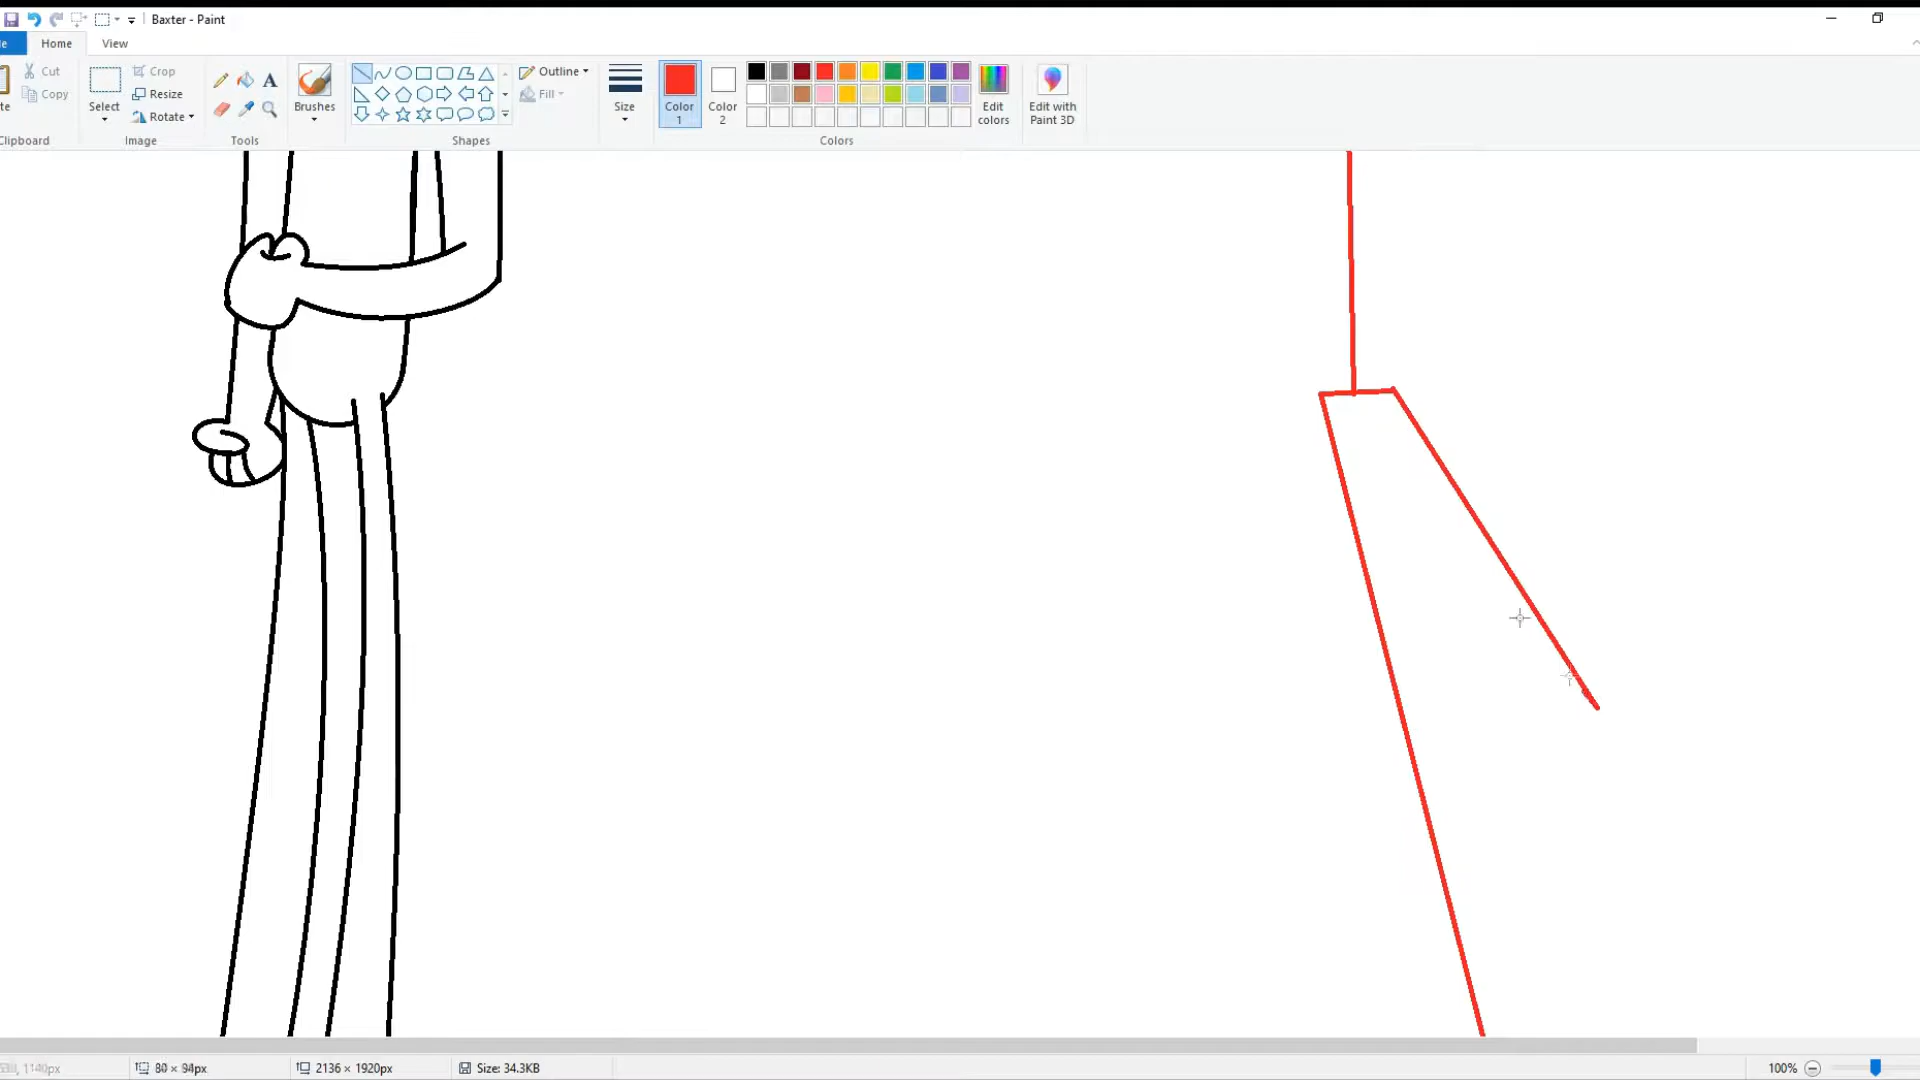 Baxter - Paint
Home
View
Cut
Copy
Clipboard
Select
Crop
Resize
Rotate
Image
A
Tools
Brushes
Outline
Fill
Shapes
Size
Color
1
Color
2
Edit
colors
Colors
Edit with
Paint 3D
1140px
80 × 94px
2136 × 1920px
Size: 34.3KB
100%